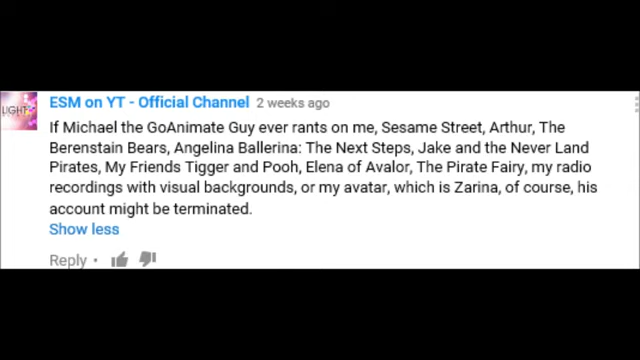 LIGHT
ESM on YT - Official Channel 2 weeks ago
If Michael the GoAnimate Guy ever rants on me, Sesame Street, Arthur, The
Berenstain Bears, Angelina Ballerina: The Next Steps, Jake and the Never Land
Pirates, My Friends Tigger and Pooh, Elena of Avalor, The Pirate Fairy, my radio
recordings with visual backgrounds, or my avatar, which is Zarina, of course, his
account might be terminated.
Show less
Reply •